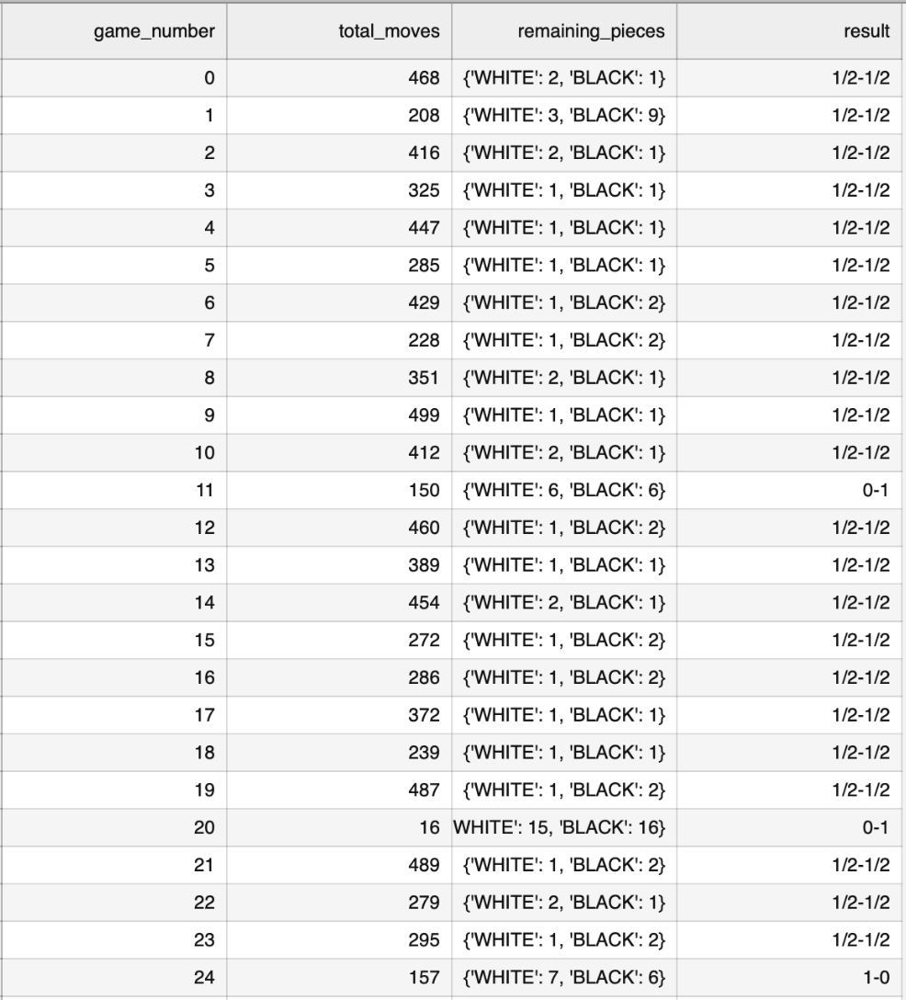 game_number total_moves remaining_pieces result
0 468 {'WHITE': 2, 'BLACK': 1} 1/2-1/2
1 208 {'WHITE': 3, 'BLACK': 9} 1/2-1/2
2 416 {'WHITE': 2, 'BLACK': 1} 1/2-1/2
3 325 {'WHITE': 1, 'BLACK': 1} 1/2-1/2
4 447 {'WHITE': 1, 'BLACK': 1} 1/2-1/2
5 285 {'WHITE': 1, 'BLACK': 1} 1/2-1/2
6 429 {'WHITE': 1, 'BLACK': 2} 1/2-1/2
7 228 {'WHITE': 1, 'BLACK': 2} 1/2-1/2
8 351 {'WHITE': 2, 'BLACK': 1} 1/2-1/2
9 499 {'WHITE': 1, 'BLACK': 1} 1/2-1/2
10 412 {'WHITE': 2, 'BLACK': 1} 1/2-1/2
11 150 {'WHITE': 6, 'BLACK': 6} 0-1
12 460 {'WHITE': 1, 'BLACK': 2} 1/2-1/2
13 389 {'WHITE': 1, 'BLACK': 1} 1/2-1/2
14 454 {'WHITE': 2, 'BLACK': 1} 1/2-1/2
15 272 {'WHITE': 1, 'BLACK': 2} 1/2-1/2
16 286 {'WHITE': 1, 'BLACK': 2} 1/2-1/2
17 372 {'WHITE': 1, 'BLACK': 1} 1/2-1/2
18 239 {'WHITE': 1, 'BLACK': 1} 1/2-1/2
19 487 {'WHITE': 1, 'BLACK': 2} 1/2-1/2
20 16 WHITE': 15, 'BLACK': 16} 0-1
21 489 {'WHITE': 1, 'BLACK': 2} 1/2-1/2
22 279 {'WHITE': 2, 'BLACK': 1} 1/2-1/2
23 295 {'WHITE': 1, 'BLACK': 2} 1/2-1/2
24 157 {'WHITE': 7, 'BLACK': 6} 1-0